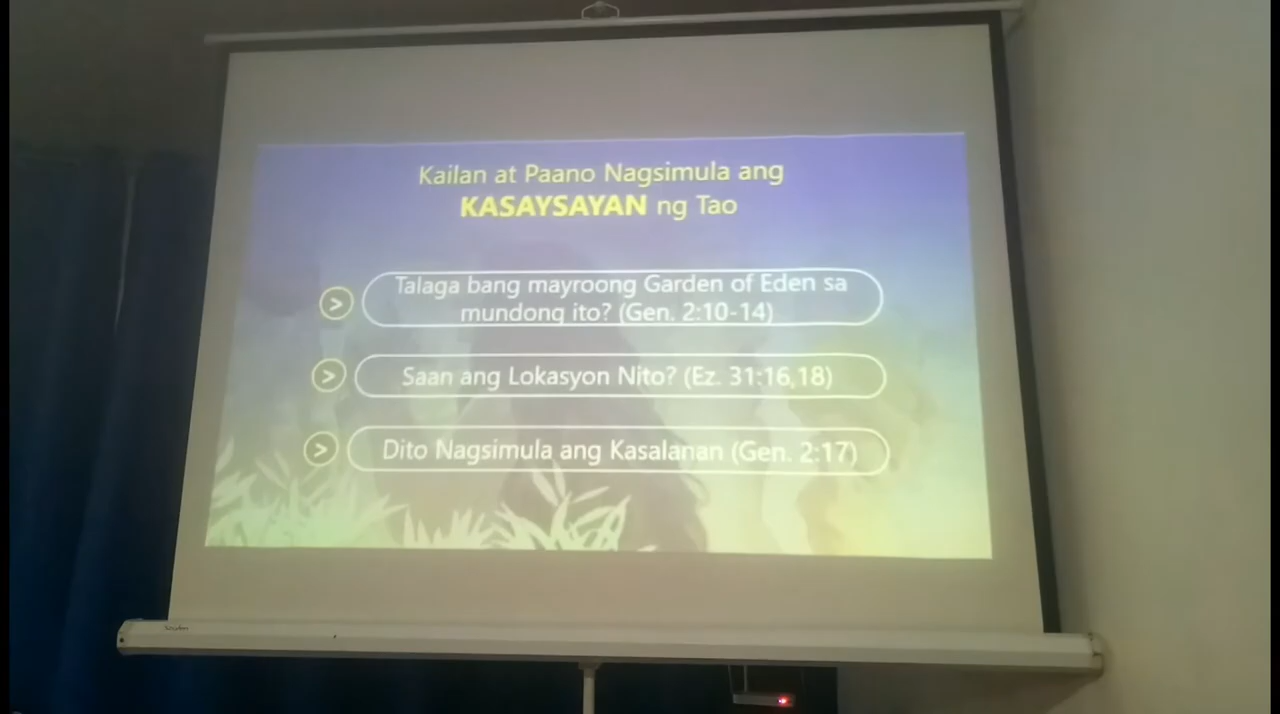 Kailan at Paano Nagsimula ang
KASAYSAYAN ng Tao
Talaga bang mayroong Garden of Eden sa
mundong ito? (Gen. 2:10-14)
Saan ang Lokasyon Nito? (Ez. 31:16,18)
Dito Nagsimula ang Kasalanan (Gen. 2:17)